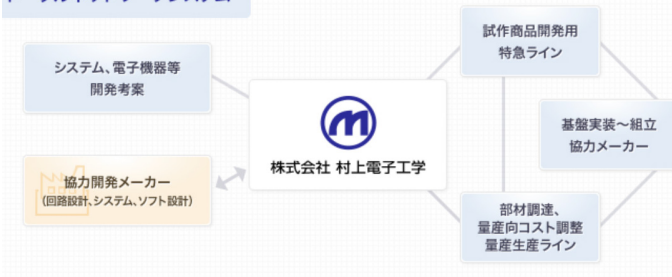 システム、電子機器等
開発考案
協力開発メーカー
(回路設計、システム、ソフト設計)
m
株式会社 村上電子工学
試作商品開発用
特急ライン
基盤実装～組立
協力メーカー
部材調達、
量産向コスト調整
量産生産ライン